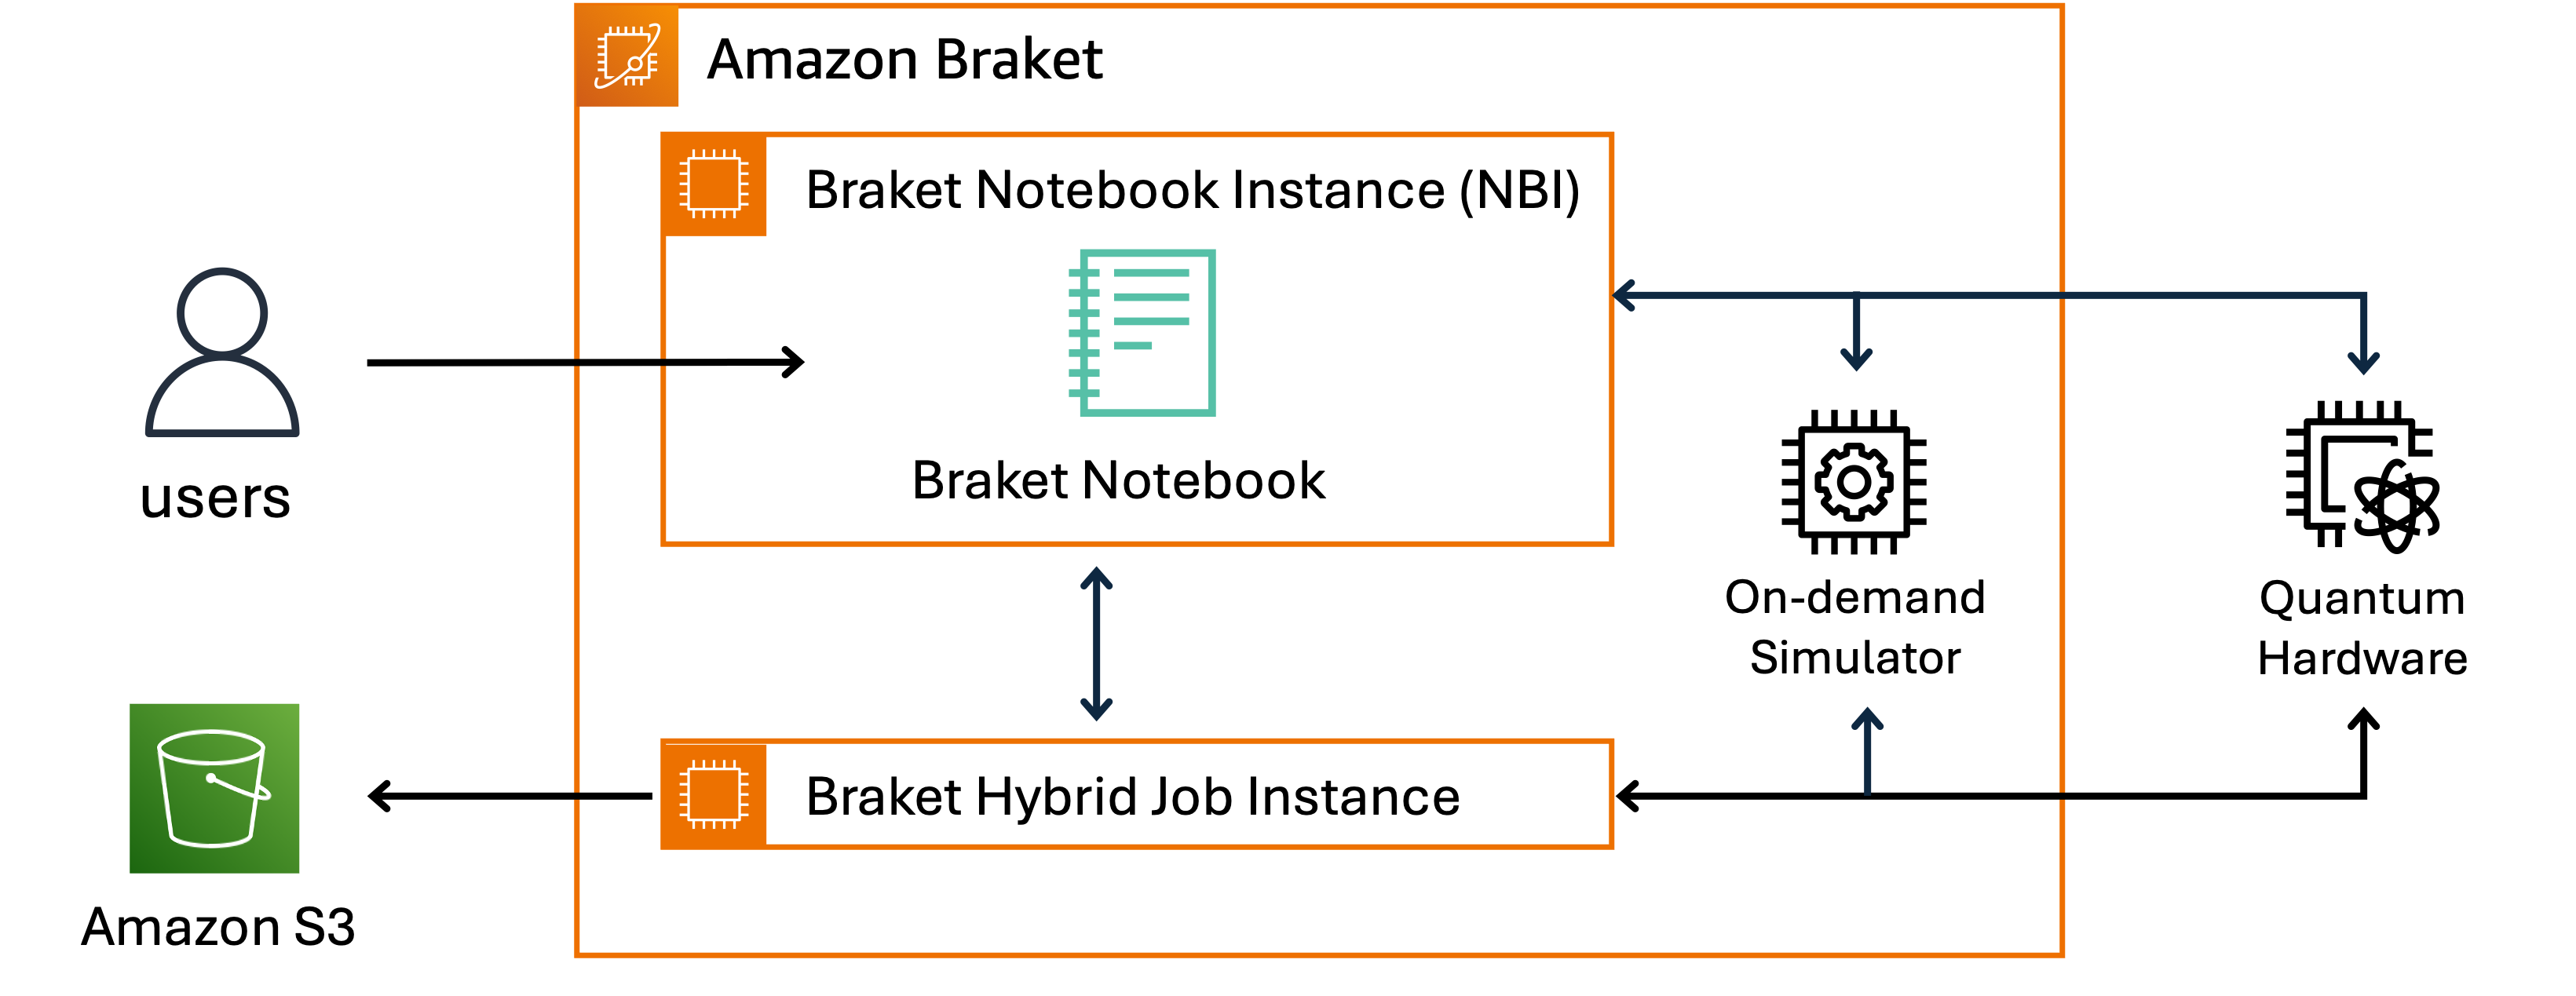 Amazon Braket
Braket Notebook Instance (NBI)
Braket Notebook
users
On-demand
Simulator
Quantum
Hardware
Braket Hybrid Job Instance
Amazon S3